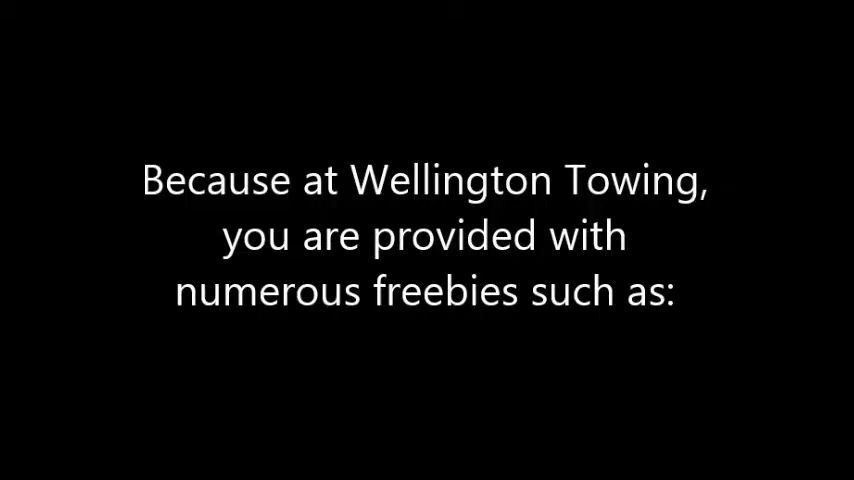 Because at Wellington Towing,
you are provided with
numerous freebies such as: